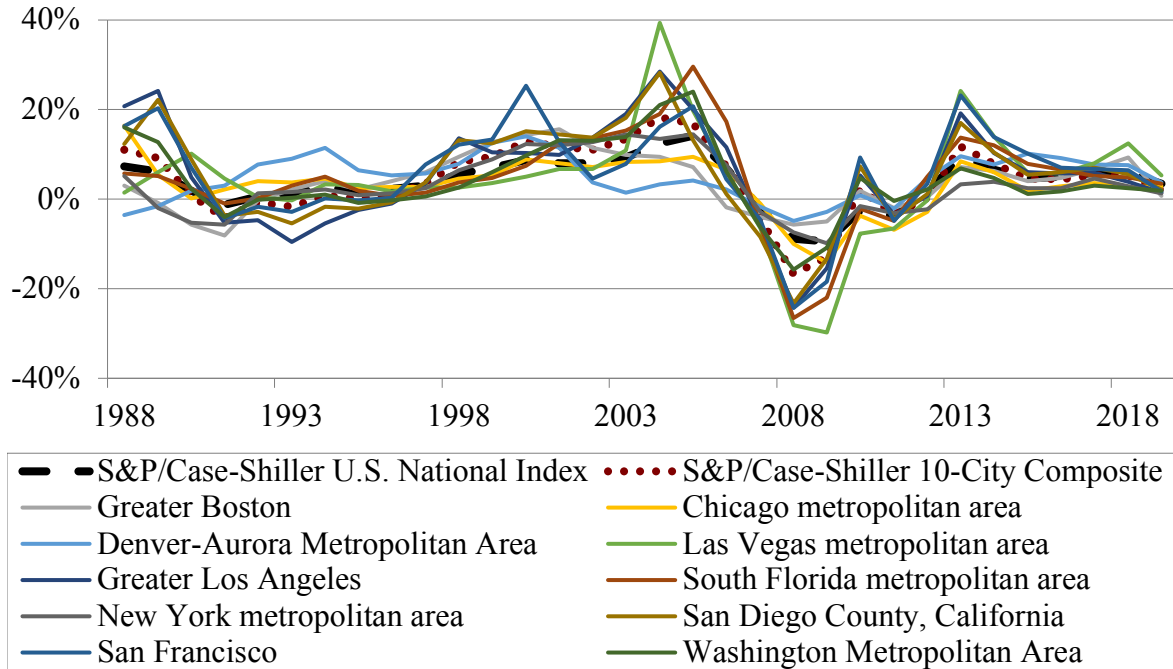 40%
20%
0%
-20%
-40%
1988 1993 1998 2003 2008 2013 2018
S&P/Case-Shiller U.S. National Index S&P/Case-Shiller 10-City Composite
Greater Boston Chicago metropolitan area
Denver-Aurora Metropolitan Area Las Vegas metropolitan area
Greater Los Angeles South Florida metropolitan area
New York metropolitan area San Diego County, California
San Francisco Washington Metropolitan Area